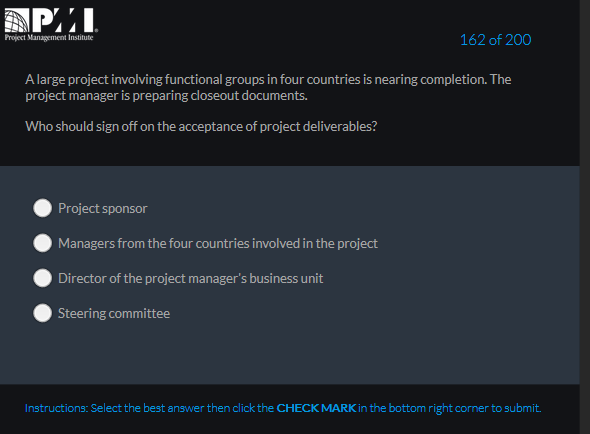 PMI.
Project Management Institute
162 of 200
A large project involving functional groups in four countries is nearing completion. The
project manager is preparing closeout documents.
Who should sign off on the acceptance of project deliverables?
Project sponsor
Managers from the four countries involved in the project
Director of the project manager's business unit
Steering committee
Instructions: Select the best answer then click the CHECK MARK in the bottom right corner to submit.